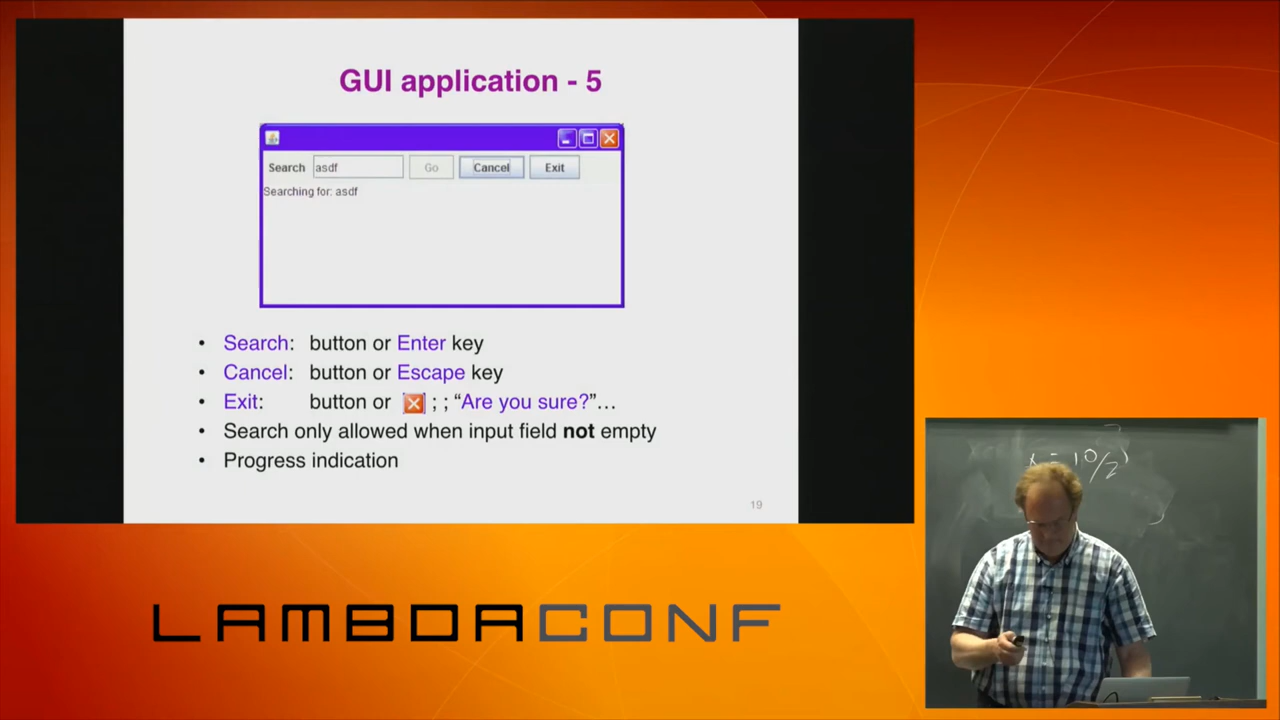 GUI application - 5
Search asdf Go Cancel Exit
Searching for: asdf
• Search: button or Enter key
• Cancel: button or Escape key
• Exit: button or ; ; “Are you sure?”…
• Search only allowed when input field not empty
• Progress indication
19
LAMBDACONF